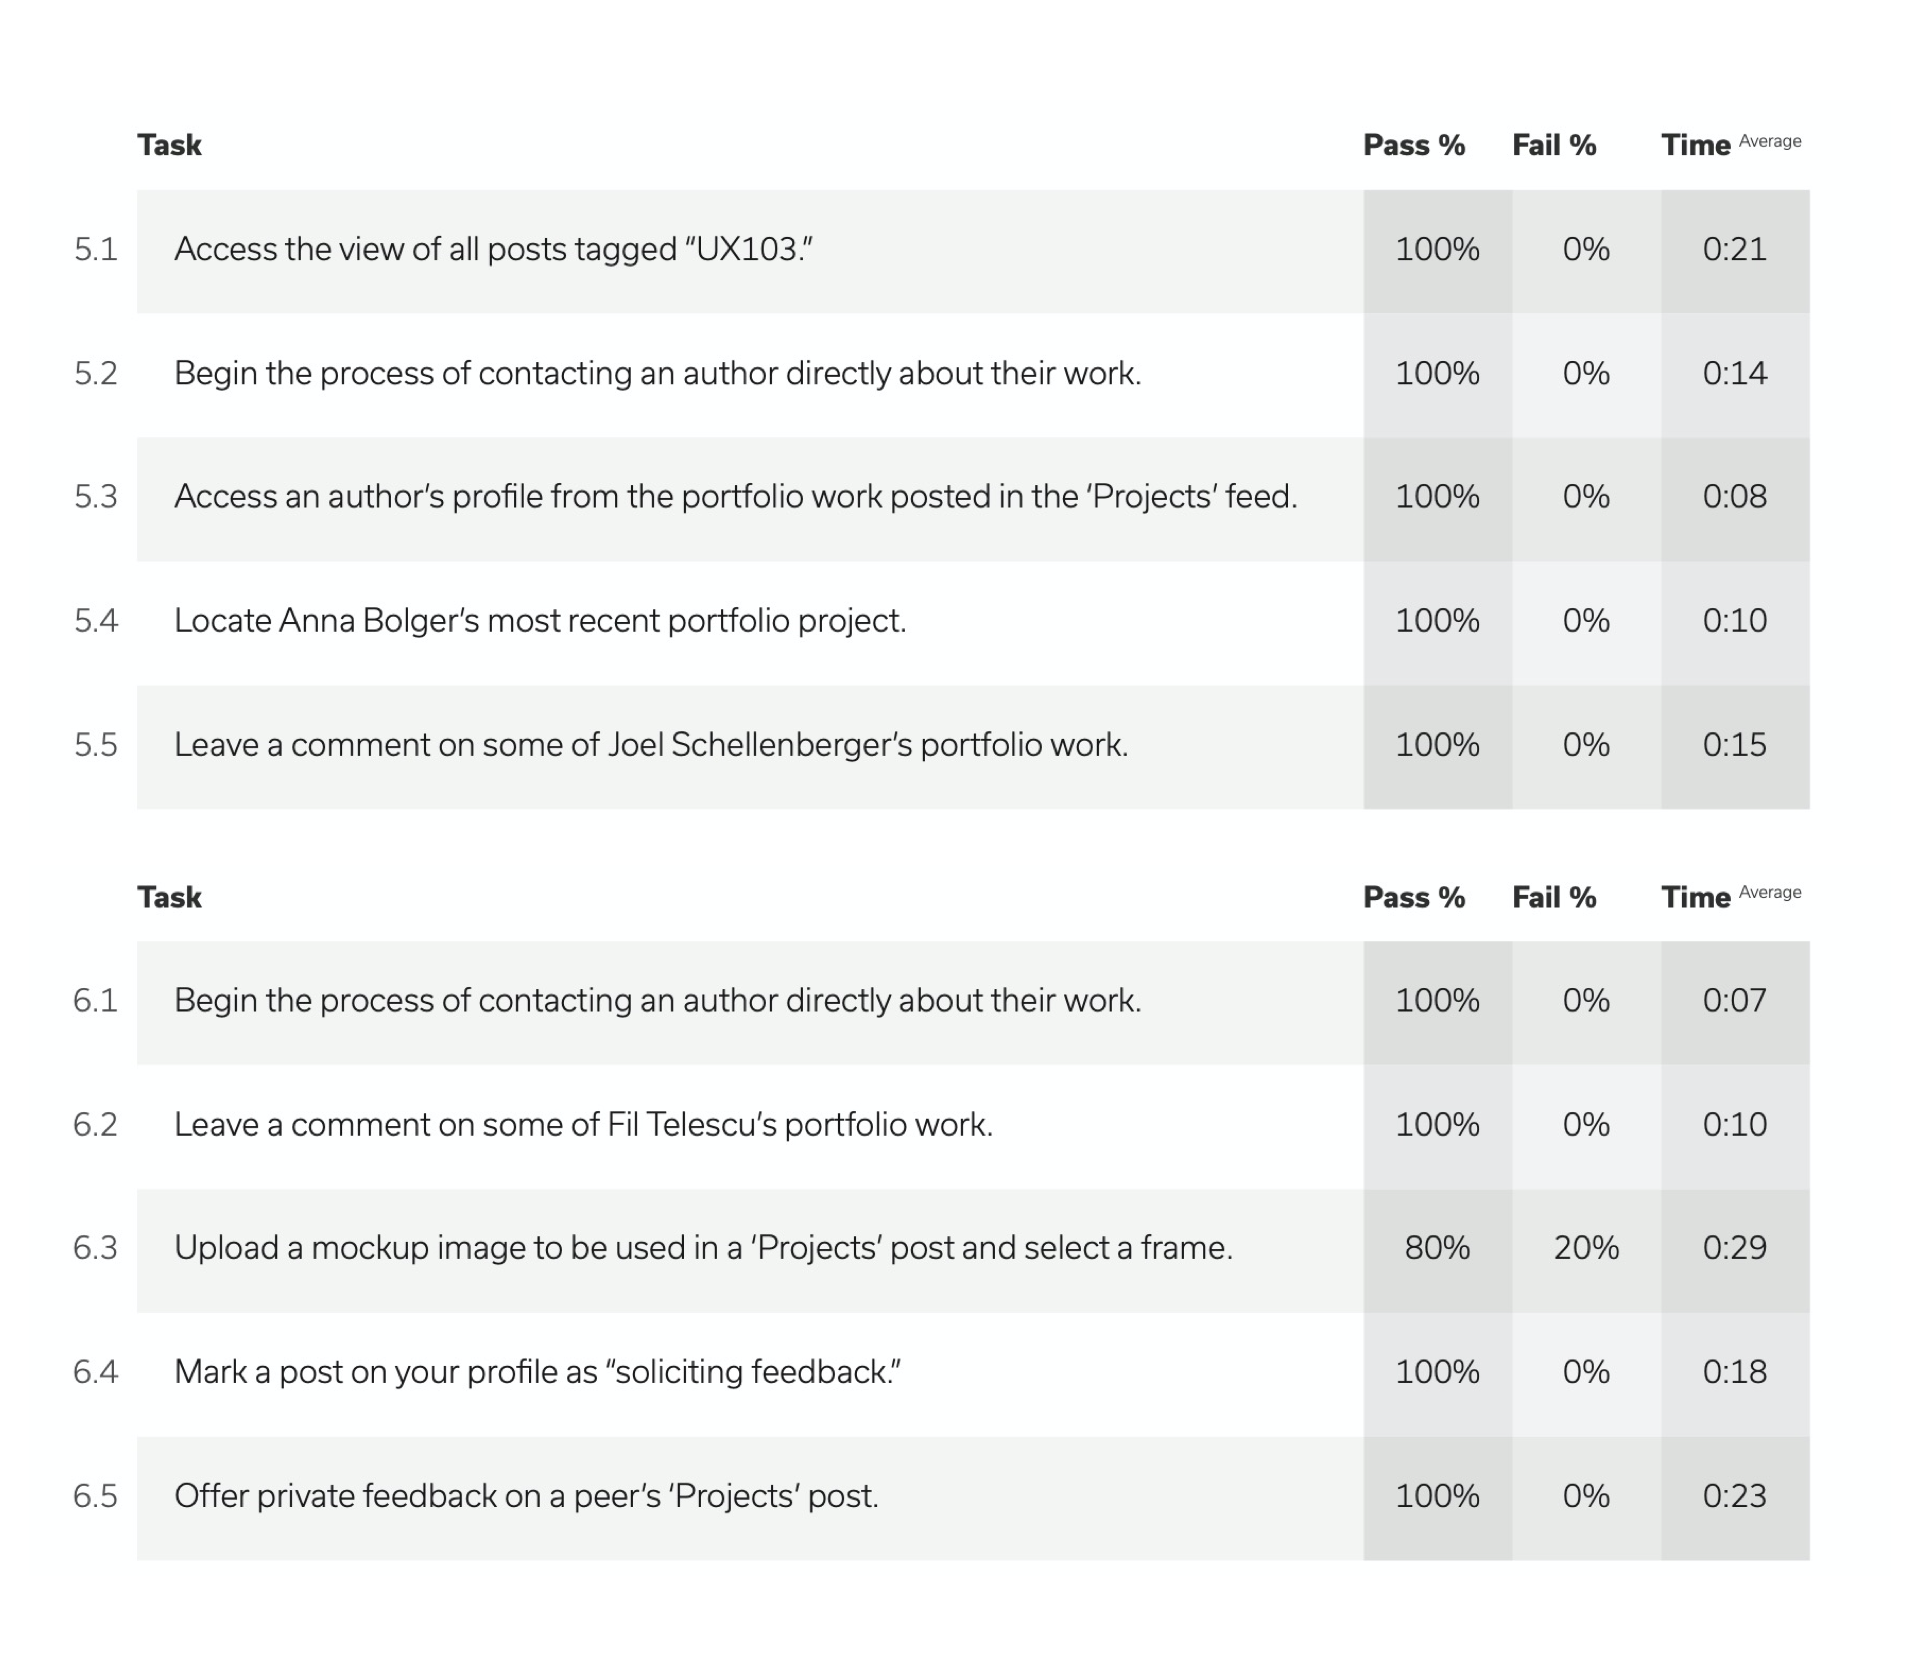 Task Pass % Fail % Time Average
5.1 Access the view of all posts tagged “UX103.” 100% 0% 0:21
5.2 Begin the process of contacting an author directly about their work. 100% 0% 0:14
5.3 Access an author’s profile from the portfolio work posted in the ‘Projects’ feed. 100% 0% 0:08
5.4 Locate Anna Bolger’s most recent portfolio project. 100% 0% 0:10
5.5 Leave a comment on some of Joel Schellenberger’s portfolio work. 100% 0% 0:15
Task Pass % Fail % Time Average
6.1 Begin the process of contacting an author directly about their work. 100% 0% 0:07
6.2 Leave a comment on some of Fil Telescu’s portfolio work. 100% 0% 0:10
6.3 Upload a mockup image to be used in a ‘Projects’ post and select a frame. 80% 20% 0:29
6.4 Mark a post on your profile as “soliciting feedback.” 100% 0% 0:18
6.5 Offer private feedback on a peer’s ‘Projects’ post. 100% 0% 0:23